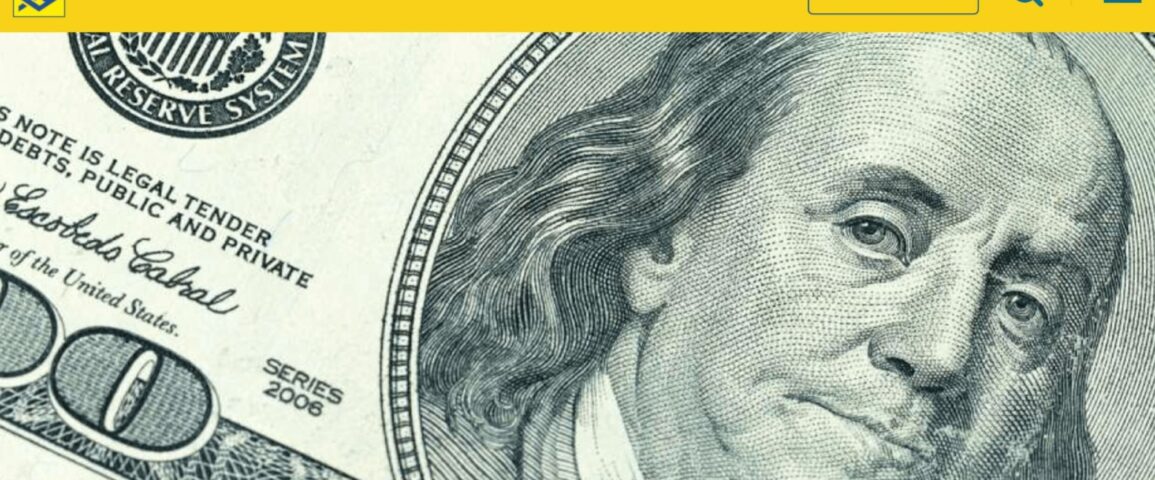 AL RESERVE SYSTEM
S NOTE IS LEGAL TENDER
DEBTS, PUBLIC AND PRIVATE
Escobedo Cabral
of the United States.
SERIES
2006
0